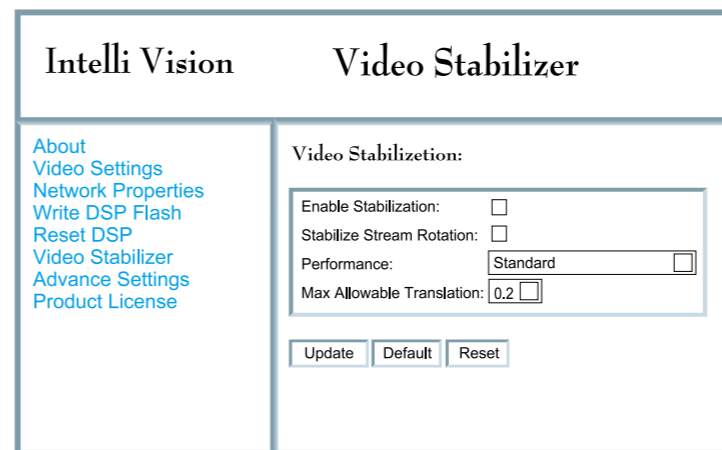 Intelli Vision
Video Stabilizer
About
Video Settings
Network Properties
Write DSP Flash
Reset DSP
Video Stabilizer
Advance Settings
Product License
Video Stabilizetion:
Enable Stabilization:
Stabilize Stream Rotation:
Performance: Standard
Max Allowable Translation: 0.2
Update Default Reset